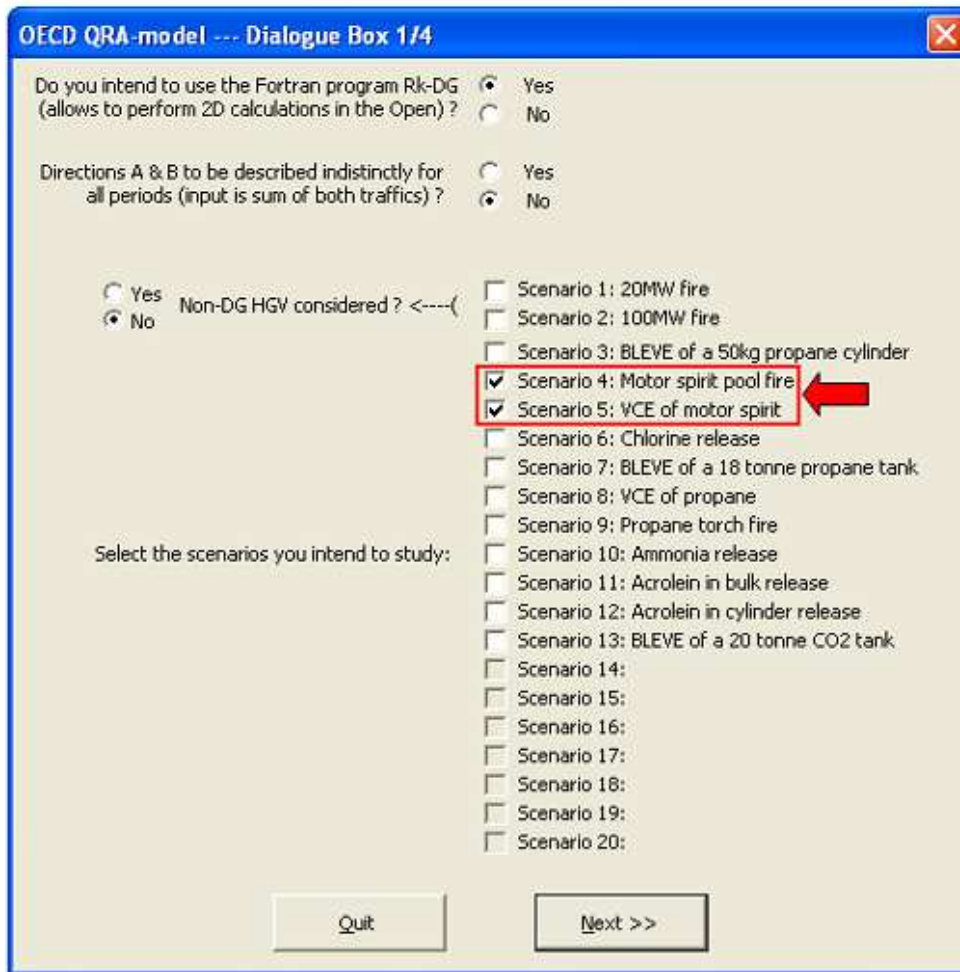 OECD QRA-model --- Dialogue Box 1/4
Do you intend to use the Fortran program Rk-DG
(allows to perform 2D calculations in the Open) ?
Yes
No
Directions A & B to be described indistinctly for
all periods (input is sum of both traffics) ?
Yes
No
Yes
No
Non-DG HGV considered ? <----(
Scenario 1: 20MW fire
Scenario 2: 100MW fire
Scenario 3: BLEVE of a 50kg propane cylinder
Scenario 4: Motor spirit pool fire
Scenario 5: VCE of motor spirit
Scenario 6: Chlorine release
Scenario 7: BLEVE of a 18 tonne propane tank
Scenario 8: VCE of propane
Scenario 9: Propane torch fire
Select the scenarios you intend to study:
Scenario 10: Ammonia release
Scenario 11: Acrolein in bulk release
Scenario 12: Acrolein in cylinder release
Scenario 13: BLEVE of a 20 tonne CO2 tank
Scenario 14:
Scenario 15:
Scenario 16:
Scenario 17:
Scenario 18:
Scenario 19:
Scenario 20:
Quit
Next >>